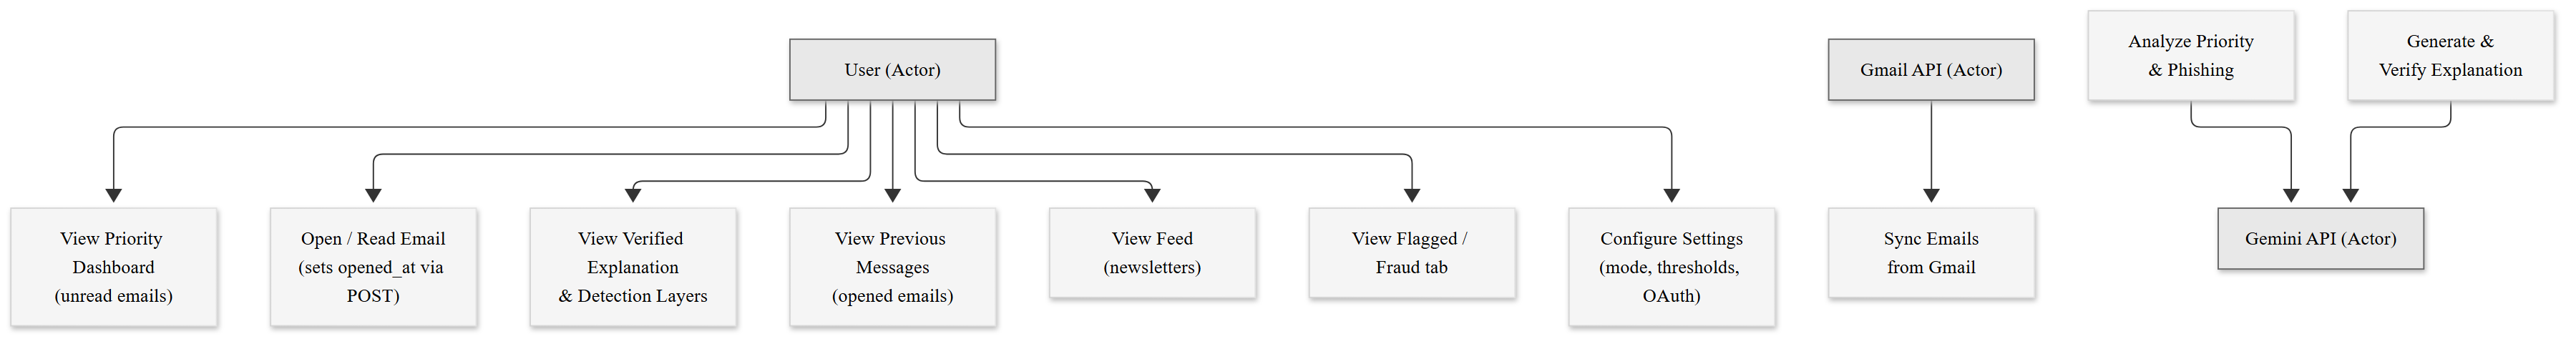 User (Actor)
Gmail API (Actor)
Analyze Priority
& Phishing
Generate &
Verify Explanation
View Priority
Dashboard
(unread emails)
Open / Read Email
(sets opened_at via
POST)
View Verified
Explanation
& Detection Layers
View Previous
Messages
(opened emails)
View Feed
(newsletters)
View Flagged /
Fraud tab
Configure Settings
(mode, thresholds,
OAuth)
Sync Emails
from Gmail
Gemini API (Actor)